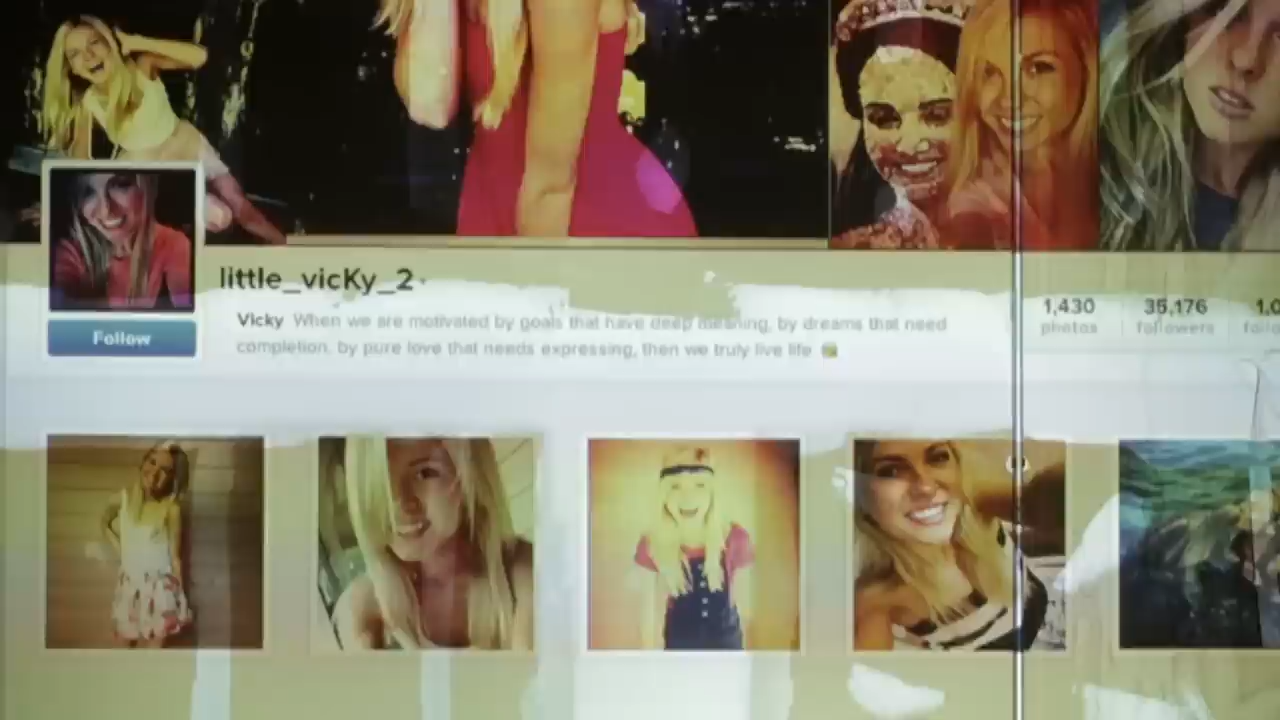 little_vicKy_2
Vicky When we are motivated by goals that have deep meaning, by dreams that need
completion, by pure love that needs expressing, then we truly live life
Follow
1,430
photos
35,176
followers